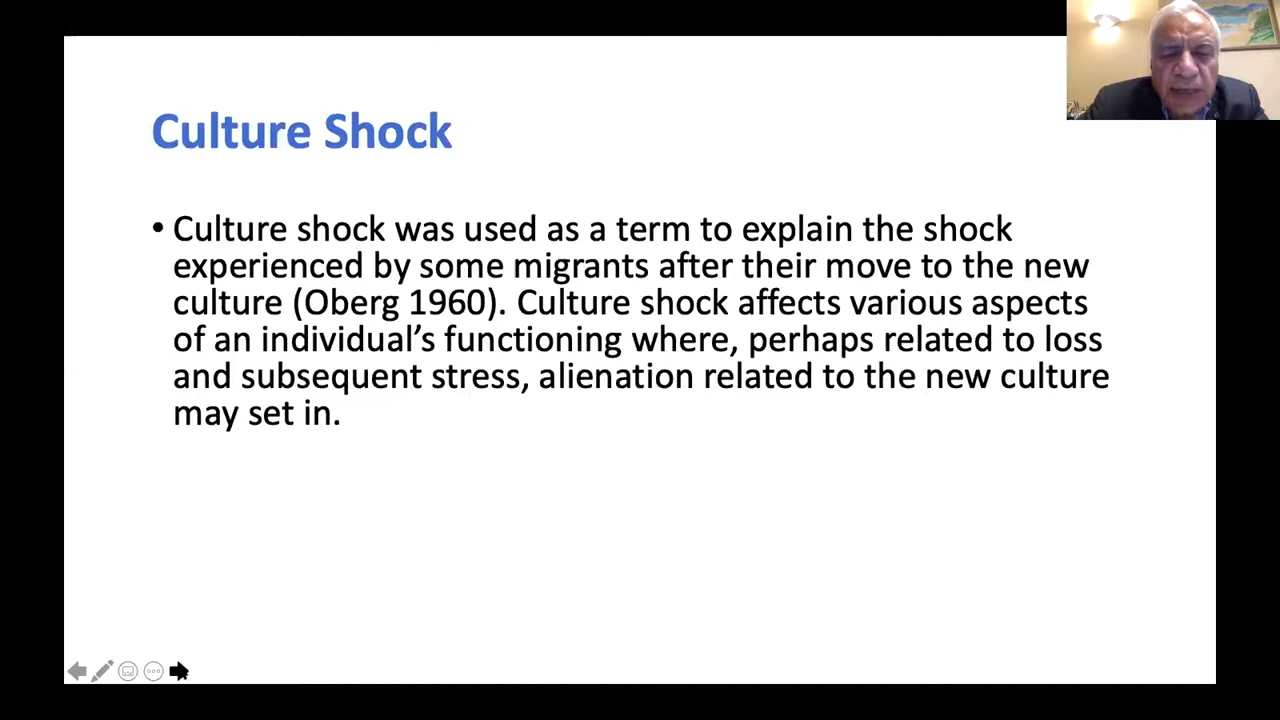 Culture Shock
• Culture shock was used as a term to explain the shock
experienced by some migrants after their move to the new
culture (Oberg 1960). Culture shock affects various aspects
of an individual’s functioning where, perhaps related to loss
and subsequent stress, alienation related to the new culture
may set in.